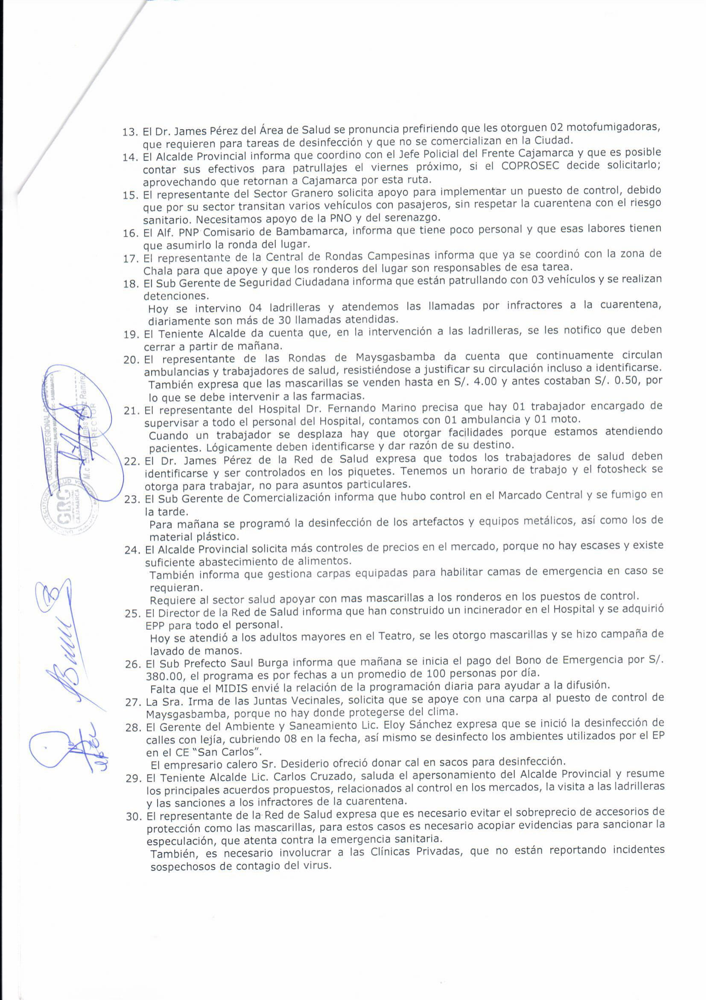 13. El Dr. James Pérez del Área de Salud se pronuncia prefiriendo que les otorguen 02 motofumigadoras,
que requieren para tareas de desinfección y que no se comercializan en la Ciudad.
14. El Alcalde Provincial informa que coordino con el Jefe Policial del Frente Cajamarca y que es posible
contar sus efectivos para patrullajes el viernes próximo, si el COPROSEC decide solicitarlo;
aprovechando que retornan a Cajamarca por esta ruta.
15. El representante del Sector Granero solicita apoyo para implementar un puesto de control, debido
que por su sector transitan varios vehículos con pasajeros, sin respetar la cuarentena con el riesgo
sanitario. Necesitamos apoyo de la PNO y del serenazgo.
16. El Alf. PNP Comisario de Bambamarca, informa que tiene poco personal y que esas labores tienen
que asumirlo la ronda del lugar.
17. El representante de la Central de Rondas Campesinas informa que ya se coordinó con la zona de
Chala para que apoye y que los ronderos del lugar son responsables de esa tarea.
18. El Sub Gerente de Seguridad Ciudadana informa que están patrullando con 03 vehículos y se realizan
detenciones.
Hoy se intervino 04 ladrilleras y atendemos las llamadas por infractores a la cuarentena,
diariamente son más de 30 llamadas atendidas.
19. El Teniente Alcalde da cuenta que, en la intervención a las ladrilleras, se les notifico que deben
cerrar a partir de mañana.
20. El representante de las Rondas de Maysgasbamba da cuenta que continuamente circulan
ambulancias y trabajadores de salud, resistiéndose a justificar su circulación incluso a identificarse.
También expresa que las mascarillas se venden hasta en S/. 4.00 y antes costaban S/. 0.50, por
lo que se debe intervenir a las farmacias.
21. El representante del Hospital Dr. Fernando Marino precisa que hay 01 trabajador encargado de
supervisar a todo el personal del Hospital, contamos con 01 ambulancia y 01 moto.
Cuando un trabajador se desplaza hay que otorgar facilidades porque estamos atendiendo
pacientes. Lógicamente deben identificarse y dar razón de su destino.
22. El Dr. James Pérez de la Red de Salud expresa que todos los trabajadores de salud deben
identificarse y ser controlados en los piquetes. Tenemos un horario de trabajo y el fotosheck se
otorga para trabajar, no para asuntos particulares.
23. El Sub Gerente de Comercialización informa que hubo control en el Marcado Central y se fumigo en
la tarde.
Para mañana se programó la desinfección de los artefactos y equipos metálicos, así como los de
material plástico.
24. El Alcalde Provincial solicita más controles de precios en el mercado, porque no hay escases y existe
suficiente abastecimiento de alimentos.
También informa que gestiona carpas equipadas para habilitar camas de emergencia en caso se
requieran.
Requiere al sector salud apoyar con mas mascarillas a los ronderos en los puestos de control.
25. El Director de la Red de Salud informa que han construido un incinerador en el Hospital y se adquirió
EPP para todo el personal.
Hoy se atendió a los adultos mayores en el Teatro, se les otorgo mascarillas y se hizo campaña de
lavado de manos.
26. El Sub Prefecto Saul Burga informa que mañana se inicia el pago del Bono de Emergencia por S/.
380.00, el programa es por fechas a un promedio de 100 personas por día.
Falta que el MIDIS envié la relación de la programación diaria para ayudar a la difusión.
27. La Sra. Irma de las Juntas Vecinales, solicita que se apoye con una carpa al puesto de control de
Maysgasbamba, porque no hay donde protegerse del clima.
28. El Gerente del Ambiente y Saneamiento Lic. Eloy Sánchez expresa que se inició la desinfección de
calles con lejía, cubriendo 08 en la fecha, así mismo se desinfecto los ambientes utilizados por el EP
en el CE "San Carlos".
El empresario calero Sr. Desiderio ofreció donar cal en sacos para desinfección.
29. El Teniente Alcalde Lic. Carlos Cruzado, saluda el apersonamiento del Alcalde Provincial y resume
los principales acuerdos propuestos, relacionados al control en los mercados, la visita a las ladrilleras
y las sanciones a los infractores de la cuarentena.
30. El representante de la Red de Salud expresa que es necesario evitar el sobreprecio de accesorios de
protección como las mascarillas, para estos casos es necesario acopiar evidencias para sancionar la
especulación, que atenta contra la emergencia sanitaria.
También, es necesario involucrar a las Clínicas Privadas, que no están reportando incidentes
sospechosos de contagio del virus.
GOBIERNO REGIONAL
DIRECTOR
GRC
CAJAMARCA